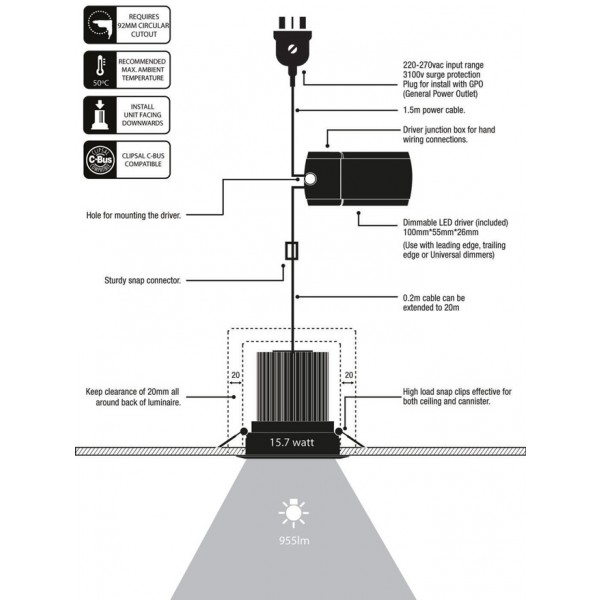 REQUIRES
92MM CIRCULAR
CUTOUT
50°C
RECOMMENDED
MAX. AMBIENT
TEMPERATURE
INSTALL
UNIT FACING
DOWNWARDS
CLIPSAL
C-Bus
CLIPSAL C-BUS
COMPATIBLE
220-270vac input range
3100v surge protection
Plug for install with GPO
(General Power Outlet)
1.5m power cable.
Driver junction box for hand
wiring connections.
Hole for mounting the driver.
Dimmable LED driver (included)
100mm*55mm*26mm
(Use with leading edge, trailing
edge or Universal dimmers)
Sturdy snap connector.
0.2m cable can be
extended to 20m
20
20
Keep clearance of 20mm all
around back of luminaire.
High load snap clips effective for
both ceiling and cannister.
15.7 watt
955lm